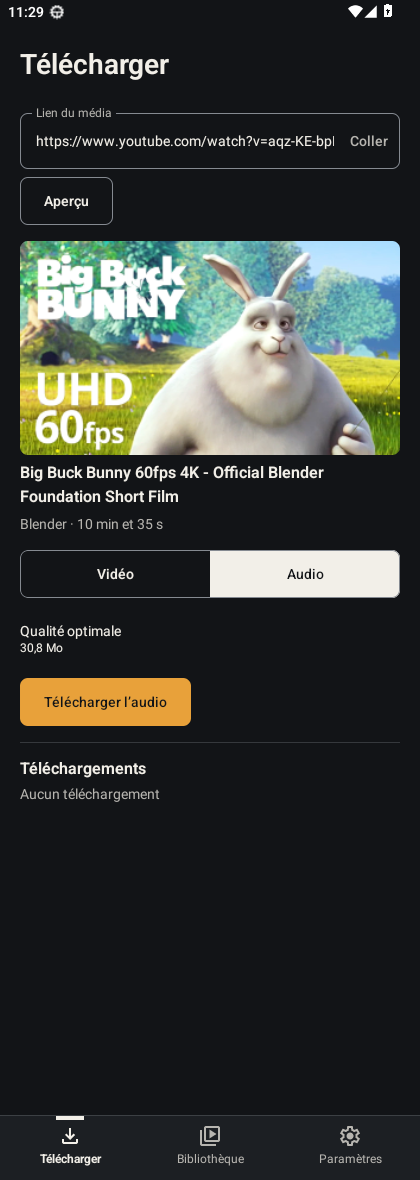 11:29
Télécharger
Lien du média
https://www.youtube.com/watch?v=aqz-KE-bpl
Coller
Aperçu
Big Buck
BUNNY
UHD
60fps
Big Buck Bunny 60fps 4K - Official Blender
Foundation Short Film
Blender · 10 min et 35 s
Vidéo
Audio
Qualité optimale
30,8 Mo
Télécharger l’audio
Téléchargements
Aucun téléchargement
Télécharger
Bibliothèque
Paramètres